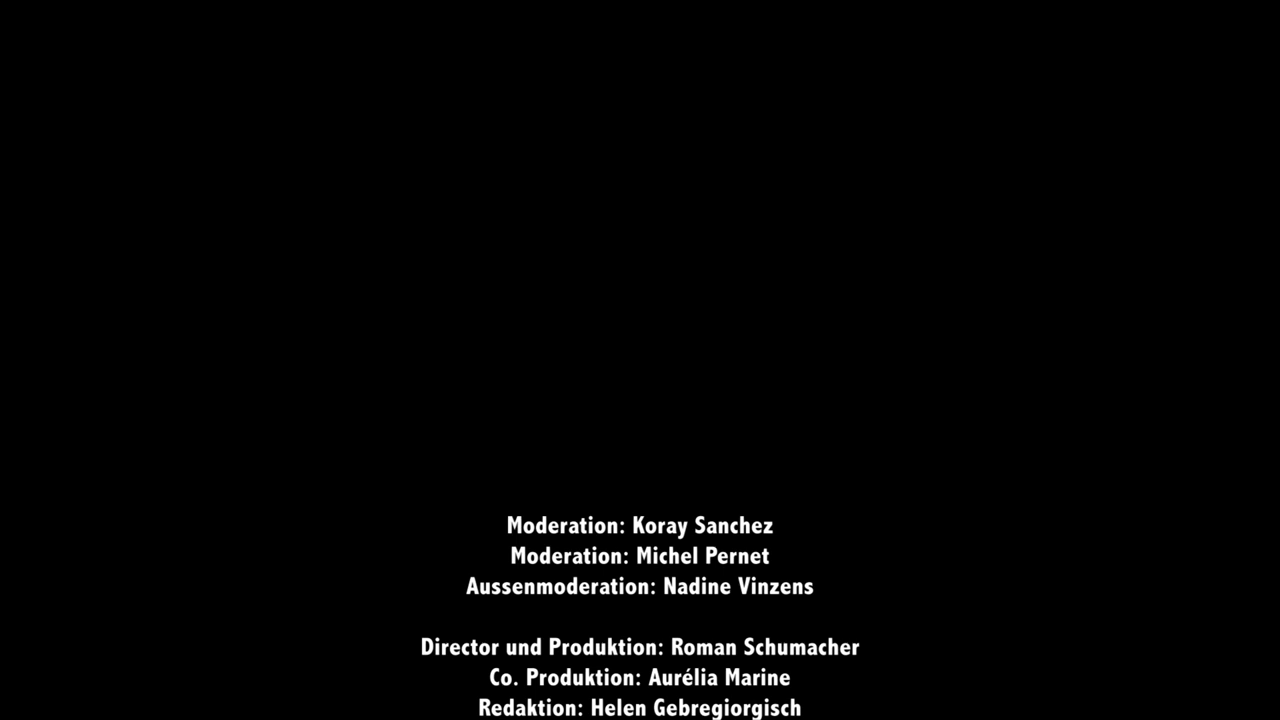 Moderation: Koray Sanchez
Moderation: Michel Pernet
Aussenmoderation: Nadine Vinzens
Director und Produktion: Roman Schumacher
Co. Produktion: Aurélia Marine
Redaktion: Helen Gebregiorgisch